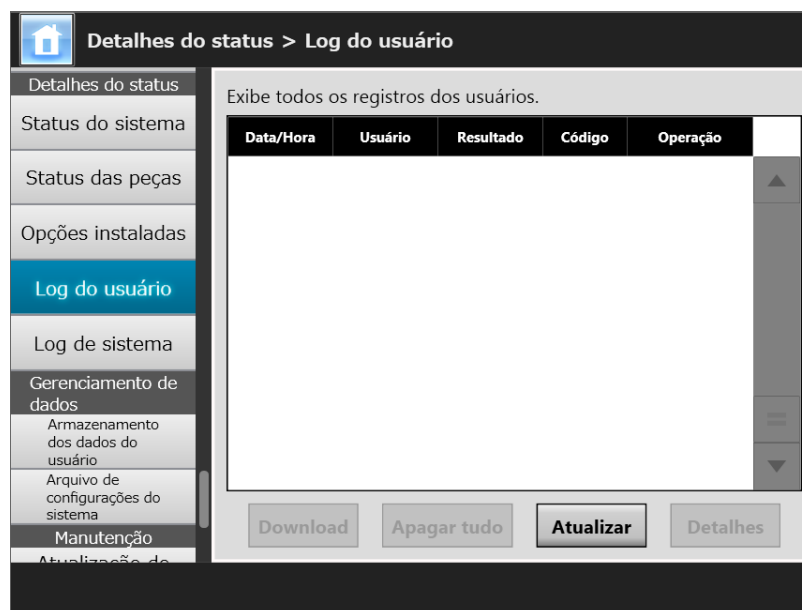 Detalhes do status > Log do usuário
Detalhes do status
Status do sistema
Status das peças
Opções instaladas
Log do usuário
Log de sistema
Gerenciamento de
dados
Armazenamento
dos dados do
usuário
Arquivo de
configurações do
sistema
Manutenção
Atualização do
Exibe todos os registros dos usuários.
Data/Hora Usuário Resultado Código Operação
Download Apagar tudo Atualizar Detalhes